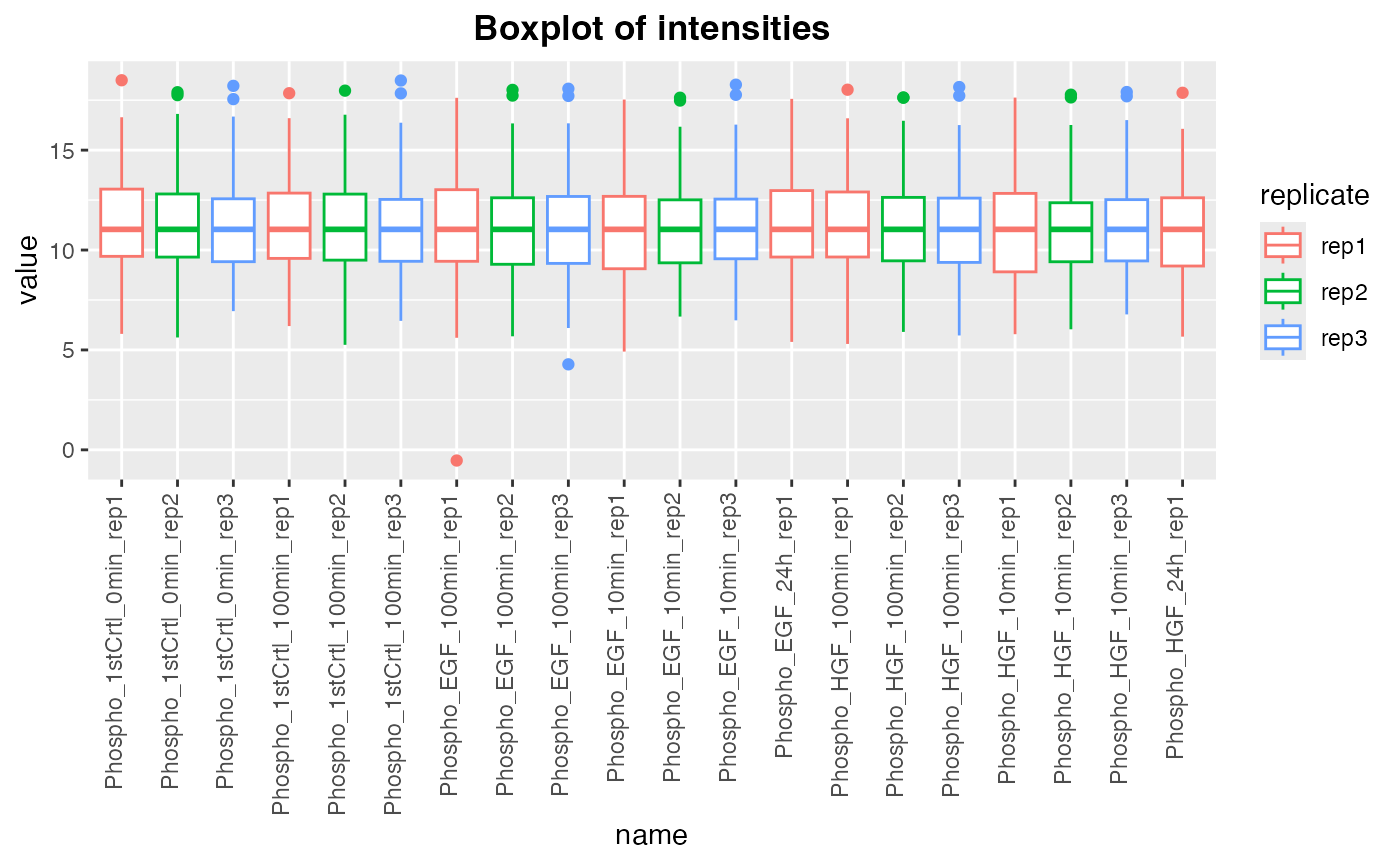 Boxplot of intensities
value
15
10
5
0
Phospho_1stCrtl_0min_rep1
Phospho_1stCrtl_0min_rep2
Phospho_1stCrtl_0min_rep3
Phospho_1stCrtl_100min_rep1
Phospho_1stCrtl_100min_rep2
Phospho_1stCrtl_100min_rep3
Phospho_EGF_100min_rep1
Phospho_EGF_100min_rep2
Phospho_EGF_100min_rep3
Phospho_EGF_10min_rep1
Phospho_EGF_10min_rep2
Phospho_EGF_10min_rep3
Phospho_EGF_24h_rep1
Phospho_HGF_100min_rep1
Phospho_HGF_100min_rep2
Phospho_HGF_100min_rep3
Phospho_HGF_10min_rep1
Phospho_HGF_10min_rep2
Phospho_HGF_10min_rep3
Phospho_HGF_24h_rep1
name
replicate
rep1
rep2
rep3